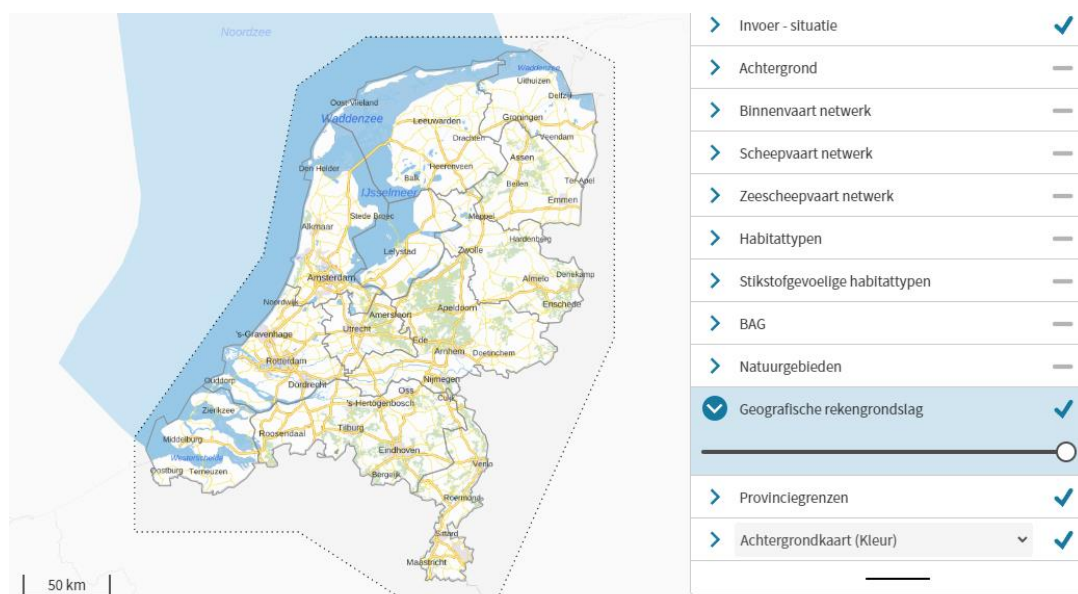 Noordzee
Waddenzee
Uithuizen
Delfzijl
Oost-Vlieland
Waddenzee
Leeuwarden
Groningen
Drachten
Veendam
Assen
Den Helder
Heerenveen
Balk
Beilen
Ter Apel
IJsselmeer
Emmen
Stede Broec
Meppel
Alkmaar
Hardenberg
Lelystad
Zwolle
Amsterdam
Almelo
Denekamp
Noordwijk
Amersfoort
Apeldoorn
Enschede
's-Gravenhage
Utrecht
Ede
Rotterdam
Arnhem
Doetinchem
Ouddorp
Dordrecht
Nijmegen
Oss
Cuijk
Zierikzee
's-Hertogenbosch
Middelburg
Roosendaal
Tilburg
Eindhoven
Westerschelde
Venlo
Oostburg
Terneuzen
Bergeijk
Roermond
Sittard
Maastricht
50 km
Invoer - situatie
Achtergrond
Binnenvaart netwerk
Scheepvaart netwerk
Zeescheepvaart netwerk
Habitattypen
Stikstofgevoelige habitattypen
BAG
Natuurgebieden
Geografische rekengrondslag
Provinciegrenzen
Achtergrondkaart (Kleur)